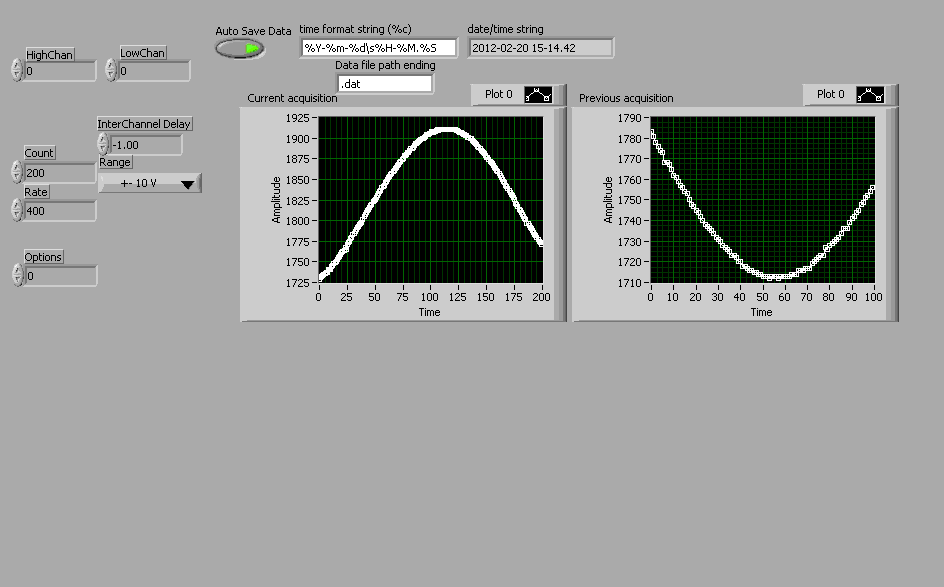 Auto Save Data
time format string (%c)
%Y-%m-%d\s%H-%M.%S
date/time string
2012-02-20 15-14.42
Data file path ending
.dat
HighChan
0
LowChan
0
InterChannel Delay
-1.00
Count
200
Range
+- 10 V
Rate
400
Options
0
Current acquisition
Plot 0
Amplitude
1925
1900
1875
1850
1825
1800
1775
1750
1725
0 25 50 75 100 125 150 175 200
Time
Previous acquisition
Plot 0
Amplitude
1790
1780
1770
1760
1750
1740
1730
1720
1710
0 10 20 30 40 50 60 70 80 90 100
Time